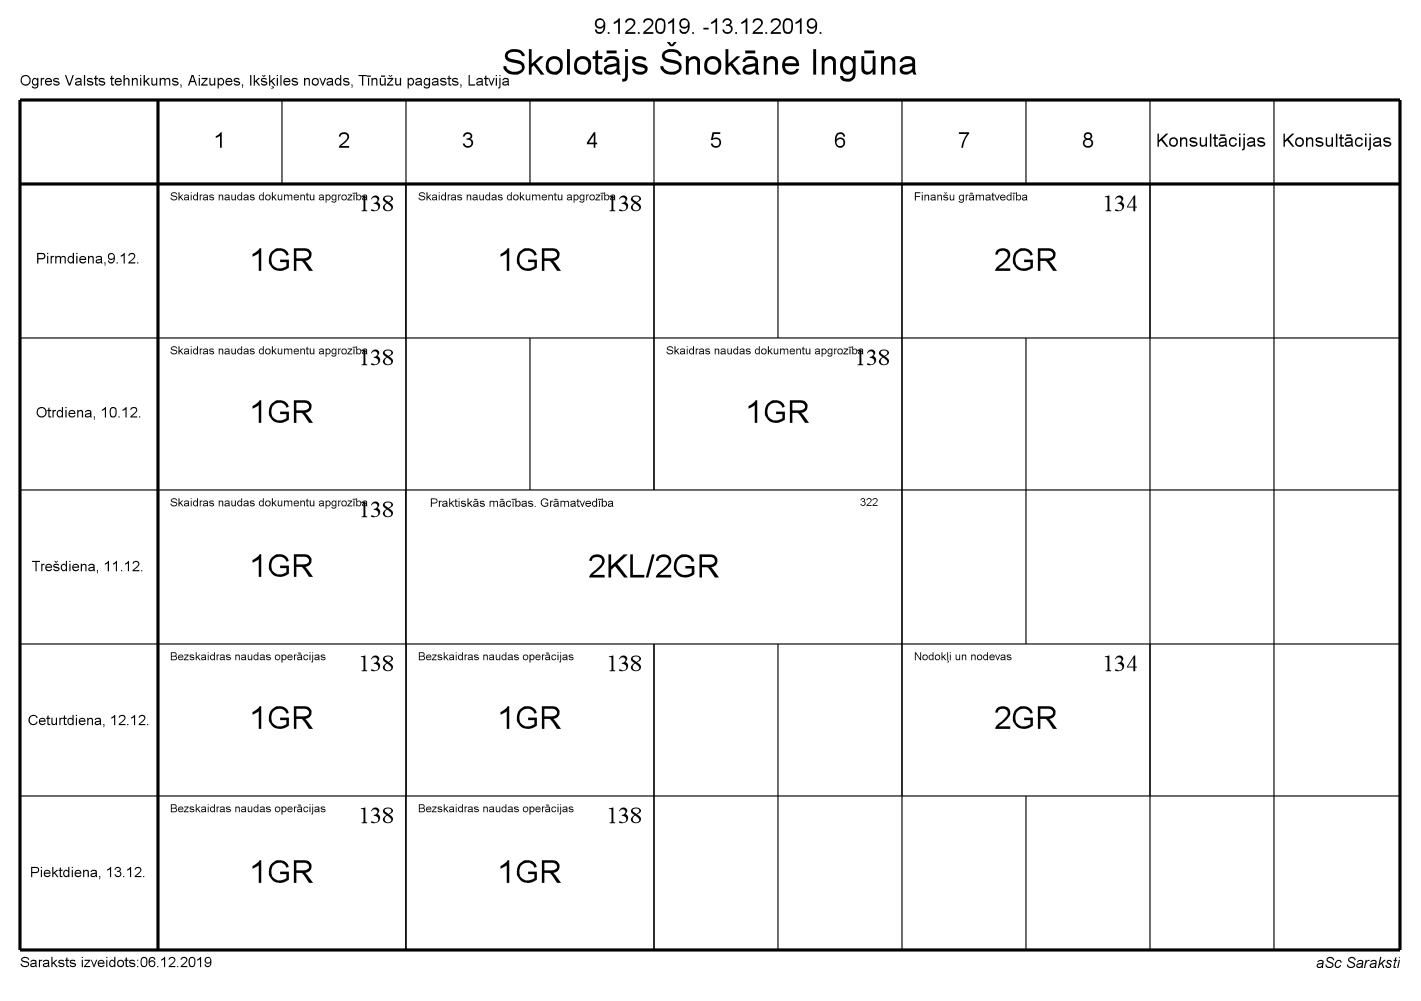 9.12.2019. -13.12.2019.
Skolotājs Šnokāne Ingūna
Ogres Valsts tehnikums, Aizupes, Ikšķiles novads, Tīnūžu pagasts, Latvija
1 2 3 4 5 6 7 8 Konsultācijas Konsultācijas
Skaidras naudas dokumentu apgrozība 138 Skaidras naudas dokumentu apgrozība 138 Finanšu grāmatvedība 134
Pirmdiena,9.12. 1GR 1GR 2GR
Skaidras naudas dokumentu apgrozība 138 Skaidras naudas dokumentu apgrozība 138
Otrdiena, 10.12. 1GR 1GR
Skaidras naudas dokumentu apgrozība 138 Praktiskās mācības. Grāmatvedība 322
Trešdiena, 11.12. 1GR 2KL/2GR
Bezskaidras naudas operācijas 138 Bezskaidras naudas operācijas 138 Nodokļi un nodevas 134
Ceturtdiena, 12.12. 1GR 1GR 2GR
Bezskaidras naudas operācijas 138 Bezskaidras naudas operācijas 138
Piektdiena, 13.12. 1GR 1GR
Saraksts izveidots:06.12.2019 aSc Saraksti